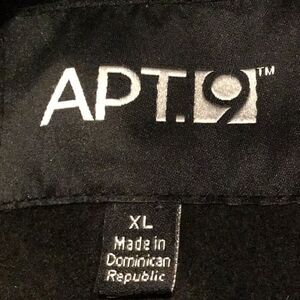 APT.9™
XL
Made in
Dominican
Republic